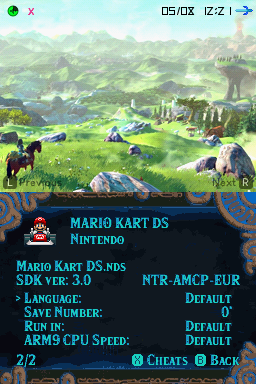 X 05/08 12:21
L Previous Next R
MARIO KART DS
NINTENDO
MARIO KART DS.NDS
SDK VER: 3.0 NTR-AMCP-EUR
> LANGUAGE: DEFAULT
SAVE NUMBER: 0*
RUN IN: DEFAULT
ARM9 CPU SPEED: DEFAULT
2/2 X CHEATS B BACK